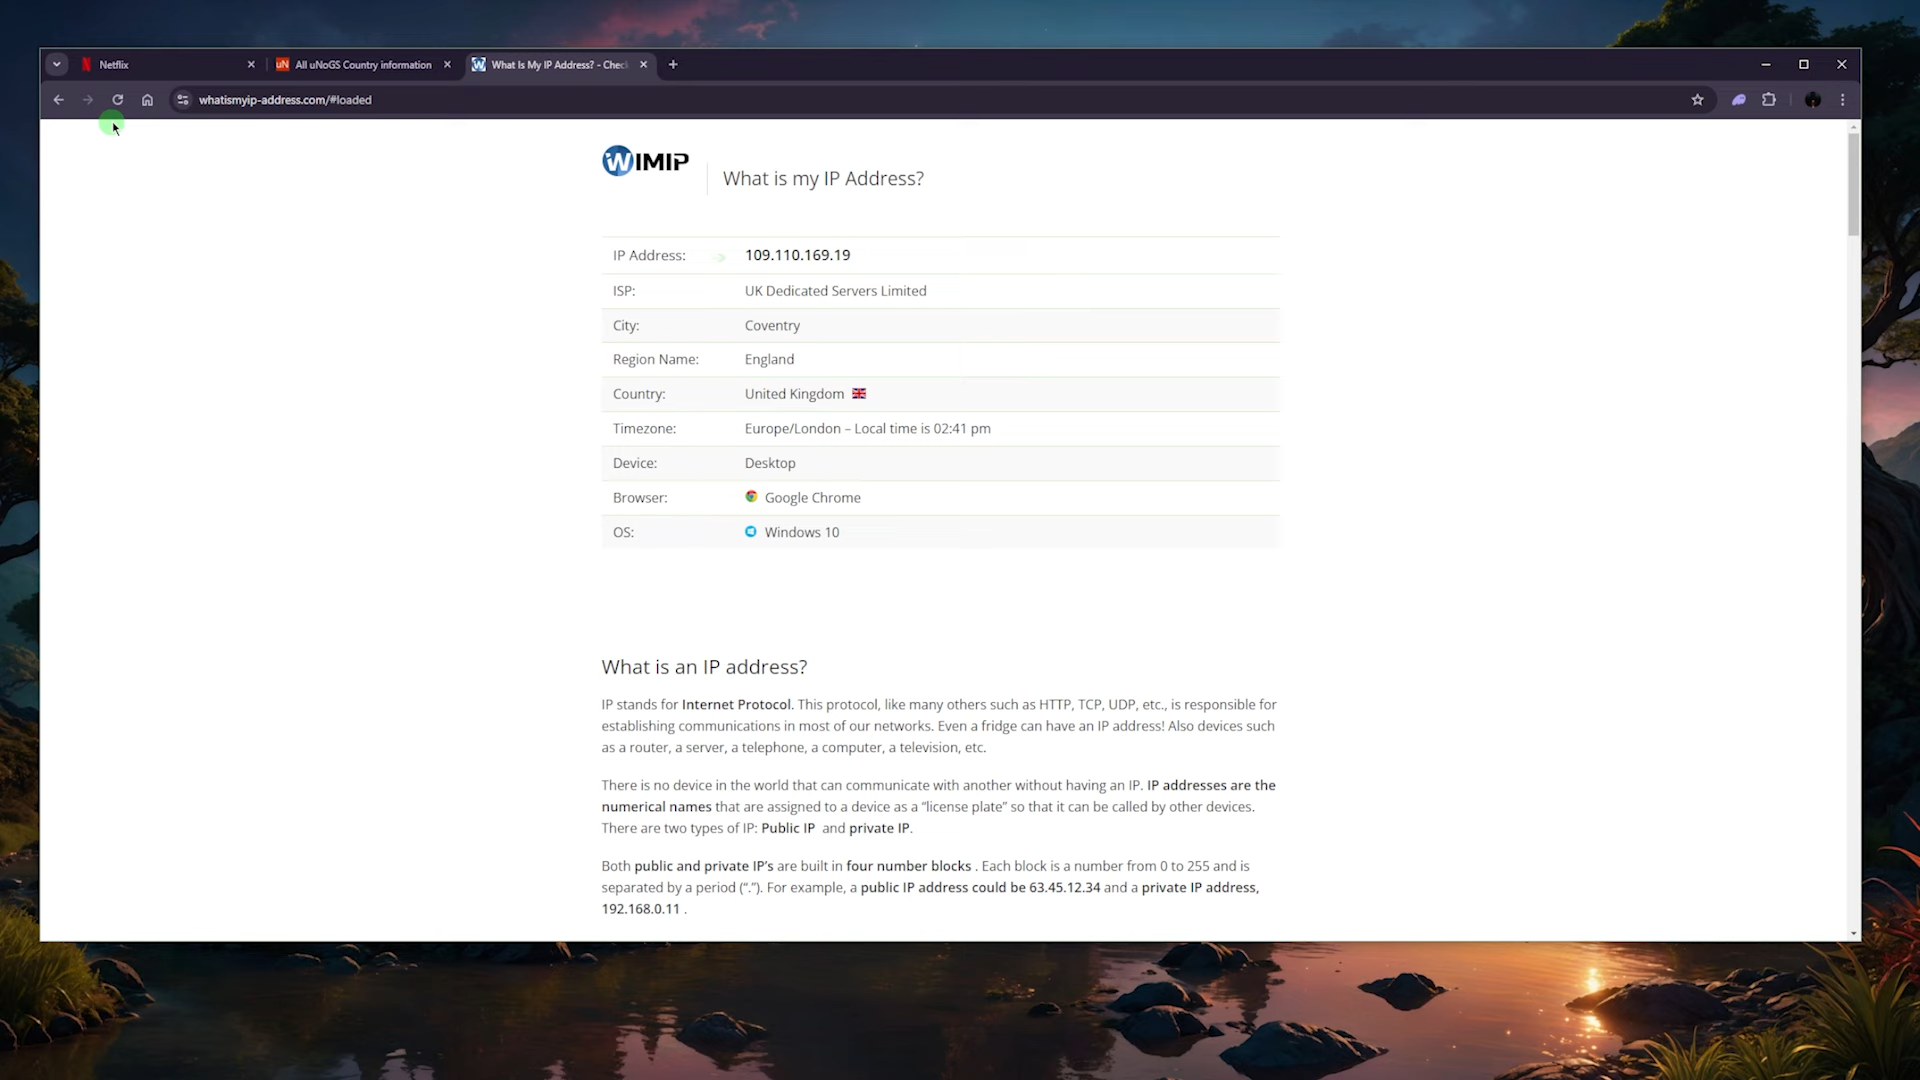 Netflix
uN All uNoGS Country information
W What Is My IP Address? - Chec
whatismyip-address.com/#loaded
WIMIP
What is my IP Address?
IP Address: 109.110.169.19
ISP: UK Dedicated Servers Limited
City: Coventry
Region Name: England
Country: United Kingdom
Timezone: Europe/London – Local time is 02:41 pm
Device: Desktop
Browser: Google Chrome
OS: Windows 10
What is an IP address?
IP stands for Internet Protocol. This protocol, like many others such as HTTP, TCP, UDP, etc., is responsible for
establishing communications in most of our networks. Even a fridge can have an IP address! Also devices such
as a router, a server, a telephone, a computer, a television, etc.
There is no device in the world that can communicate with another without having an IP. IP addresses are the
numerical names that are assigned to a device as a “license plate” so that it can be called by other devices.
There are two types of IP: Public IP and private IP.
Both public and private IP’s are built in four number blocks . Each block is a number from 0 to 255 and is
separated by a period (“.”). For example, a public IP address could be 63.45.12.34 and a private IP address,
192.168.0.11 .